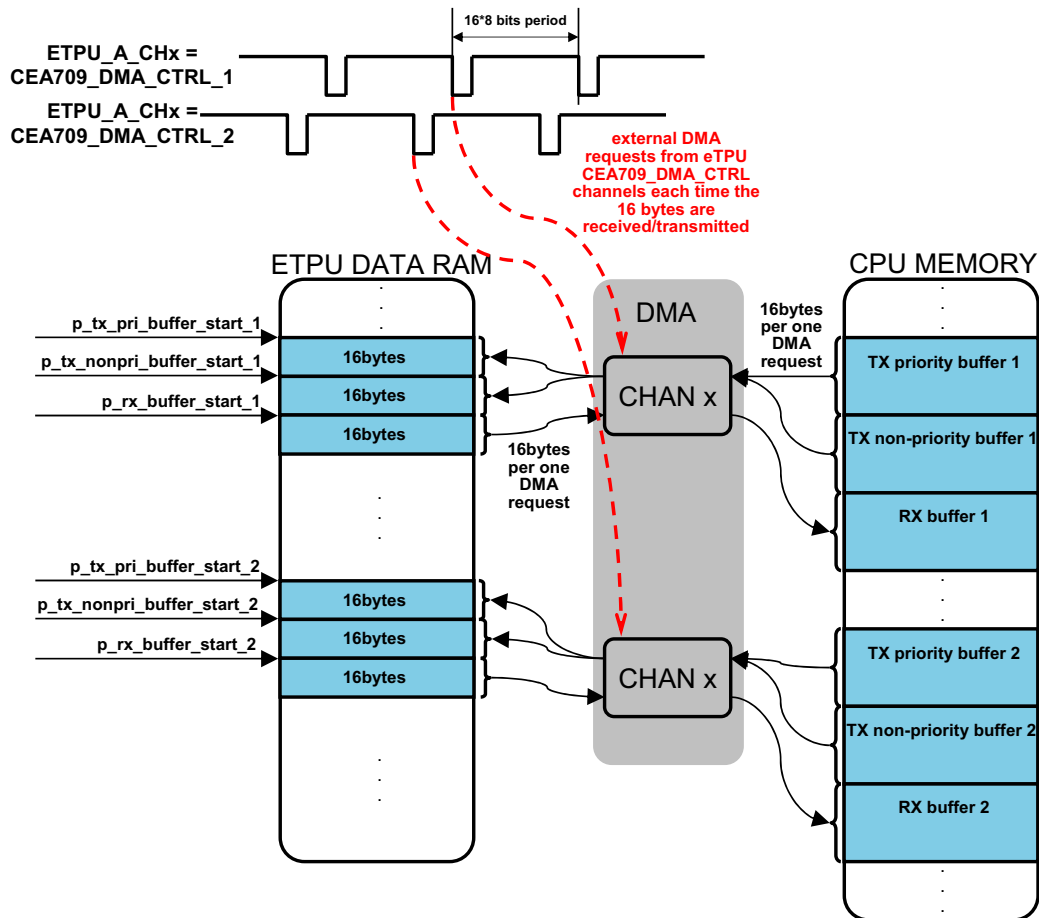 16*8 bits period
ETPU_A_CHx =
CEA709_DMA_CTRL_1
ETPU_A_CHx =
CEA709_DMA_CTRL_2
external DMA
requests from eTPU
CEA709_DMA_CTRL
channels each time the
16 bytes are
received/transmitted
ETPU DATA RAM
CPU MEMORY
DMA
16bytes
per one
DMA
request
p_tx_pri_buffer_start_1
p_tx_nonpri_buffer_start_1
p_rx_buffer_start_1
16bytes
16bytes
16bytes
CHAN x
TX priority buffer 1
TX non-priority buffer 1
RX buffer 1
16bytes
per one
DMA
request
p_tx_pri_buffer_start_2
p_tx_nonpri_buffer_start_2
p_rx_buffer_start_2
16bytes
16bytes
16bytes
CHAN x
TX priority buffer 2
TX non-priority buffer 2
RX buffer 2